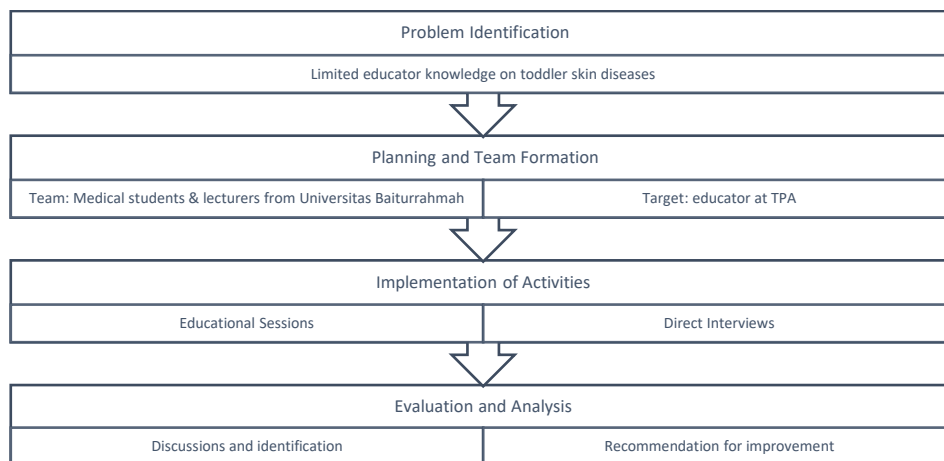 Problem Identification
Limited educator knowledge on toddler skin diseases
Planning and Team Formation
Team: Medical students & lecturers from Universitas Baiturrahmah
Target: educator at TPA
Implementation of Activities
Educational Sessions
Direct Interviews
Evaluation and Analysis
Discussions and identification
Recommendation for improvement